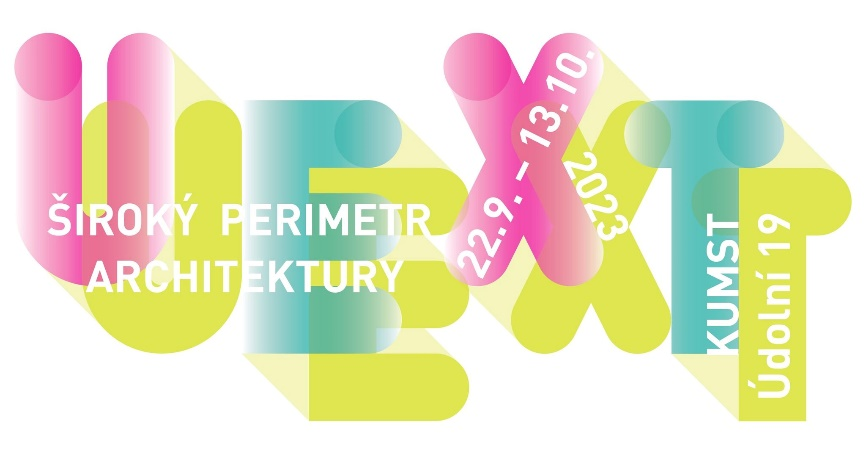 UEXT
ŠIROKÝ PERIMETR
ARCHITEKTURY
22.9. – 13.10.
2023
KUMST
Údolní 19